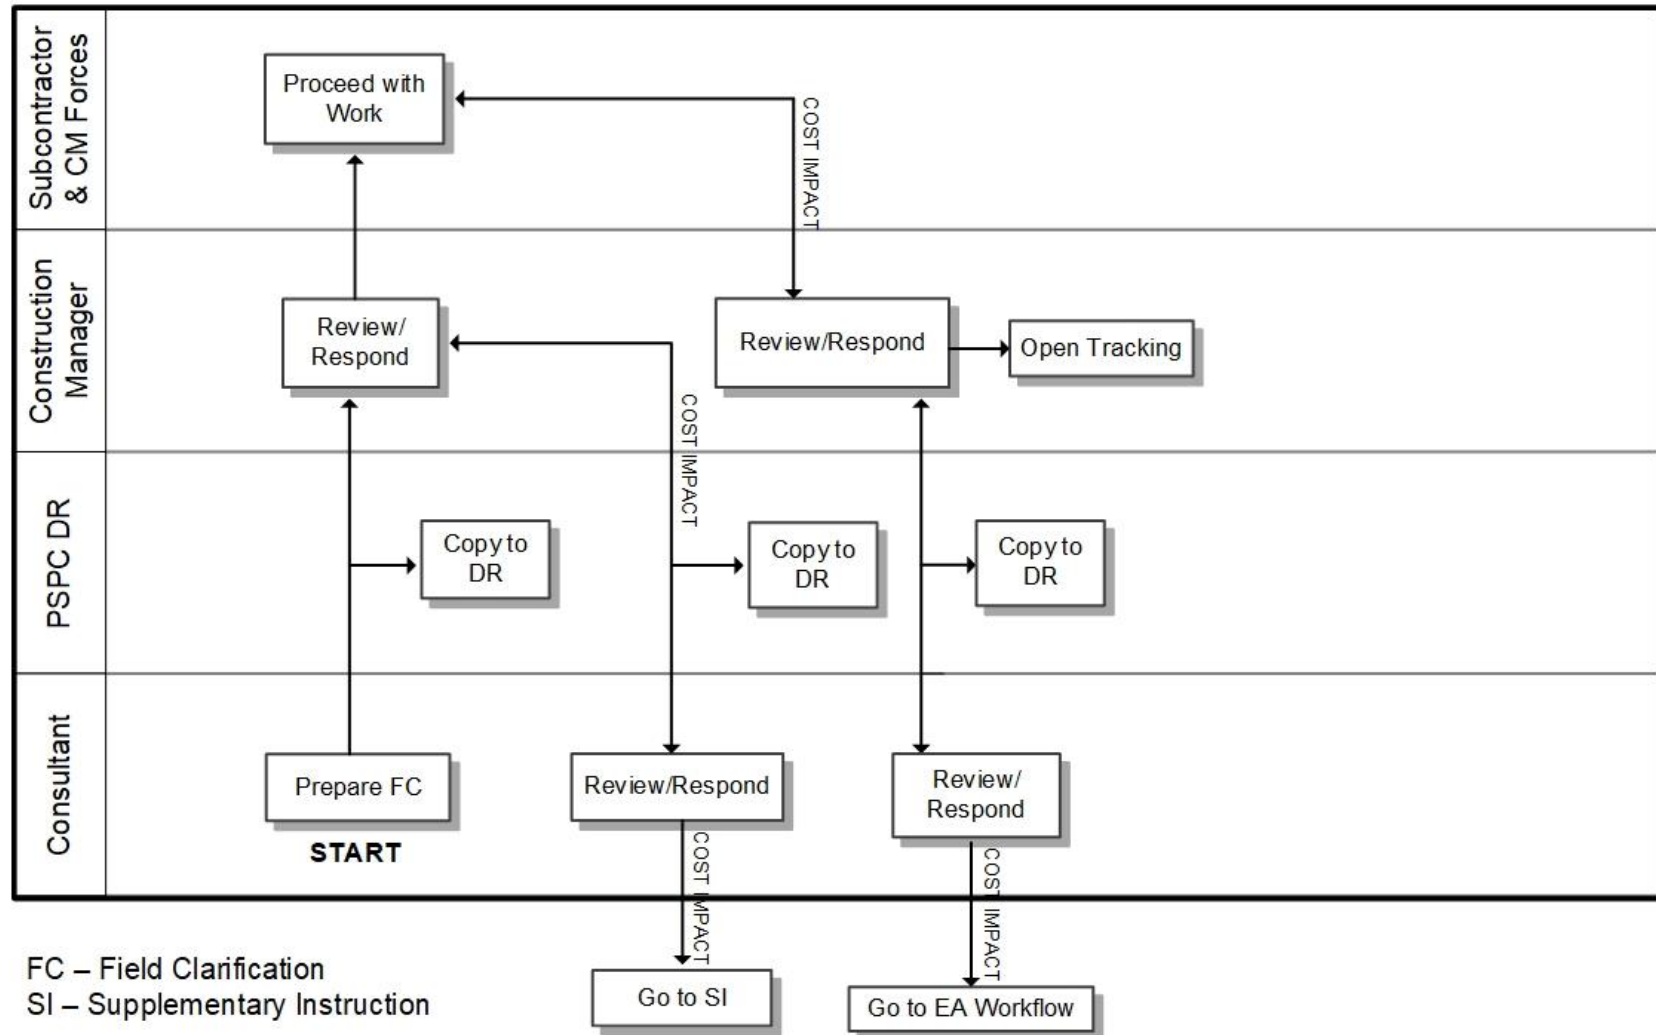 Subcontractor
& CM Forces
Proceed with
Work
COST IMPACT
Construction
Manager
Review/
Respond
Review/Respond
Open Tracking
COST IMPACT
PSPC DR
Copy to
DR
Copy to
DR
Copy to
DR
Consultant
Prepare FC
START
Review/Respond
Review/
Respond
COST IMPACT
COST IMPACT
FC – Field Clarification
SI – Supplementary Instruction
Go to SI
Go to EA Workflow